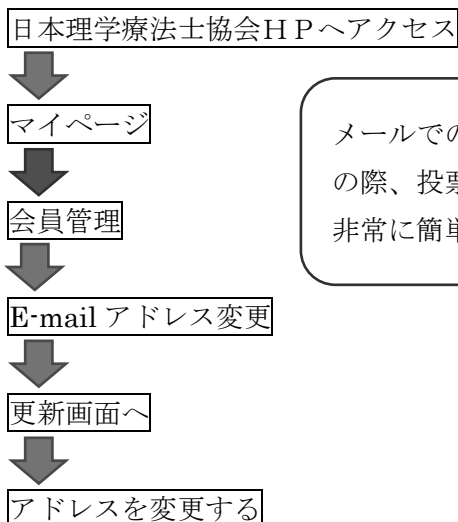 日本理学療法士協会HPへアクセス
マイページ
会員管理
E-mail アドレス変更
更新画面へ
アドレスを変更する
メールでの
の際、投票
非常に簡単